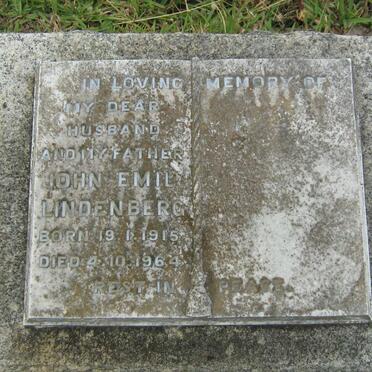 IN LOVING MEMORY OF
MY DEAR
HUSBAND
AND MY FATHER
JOHN EMIL
LINDENBERG
BORN 19.1.1915
DIED 4.10.1964
REST IN PEACE.